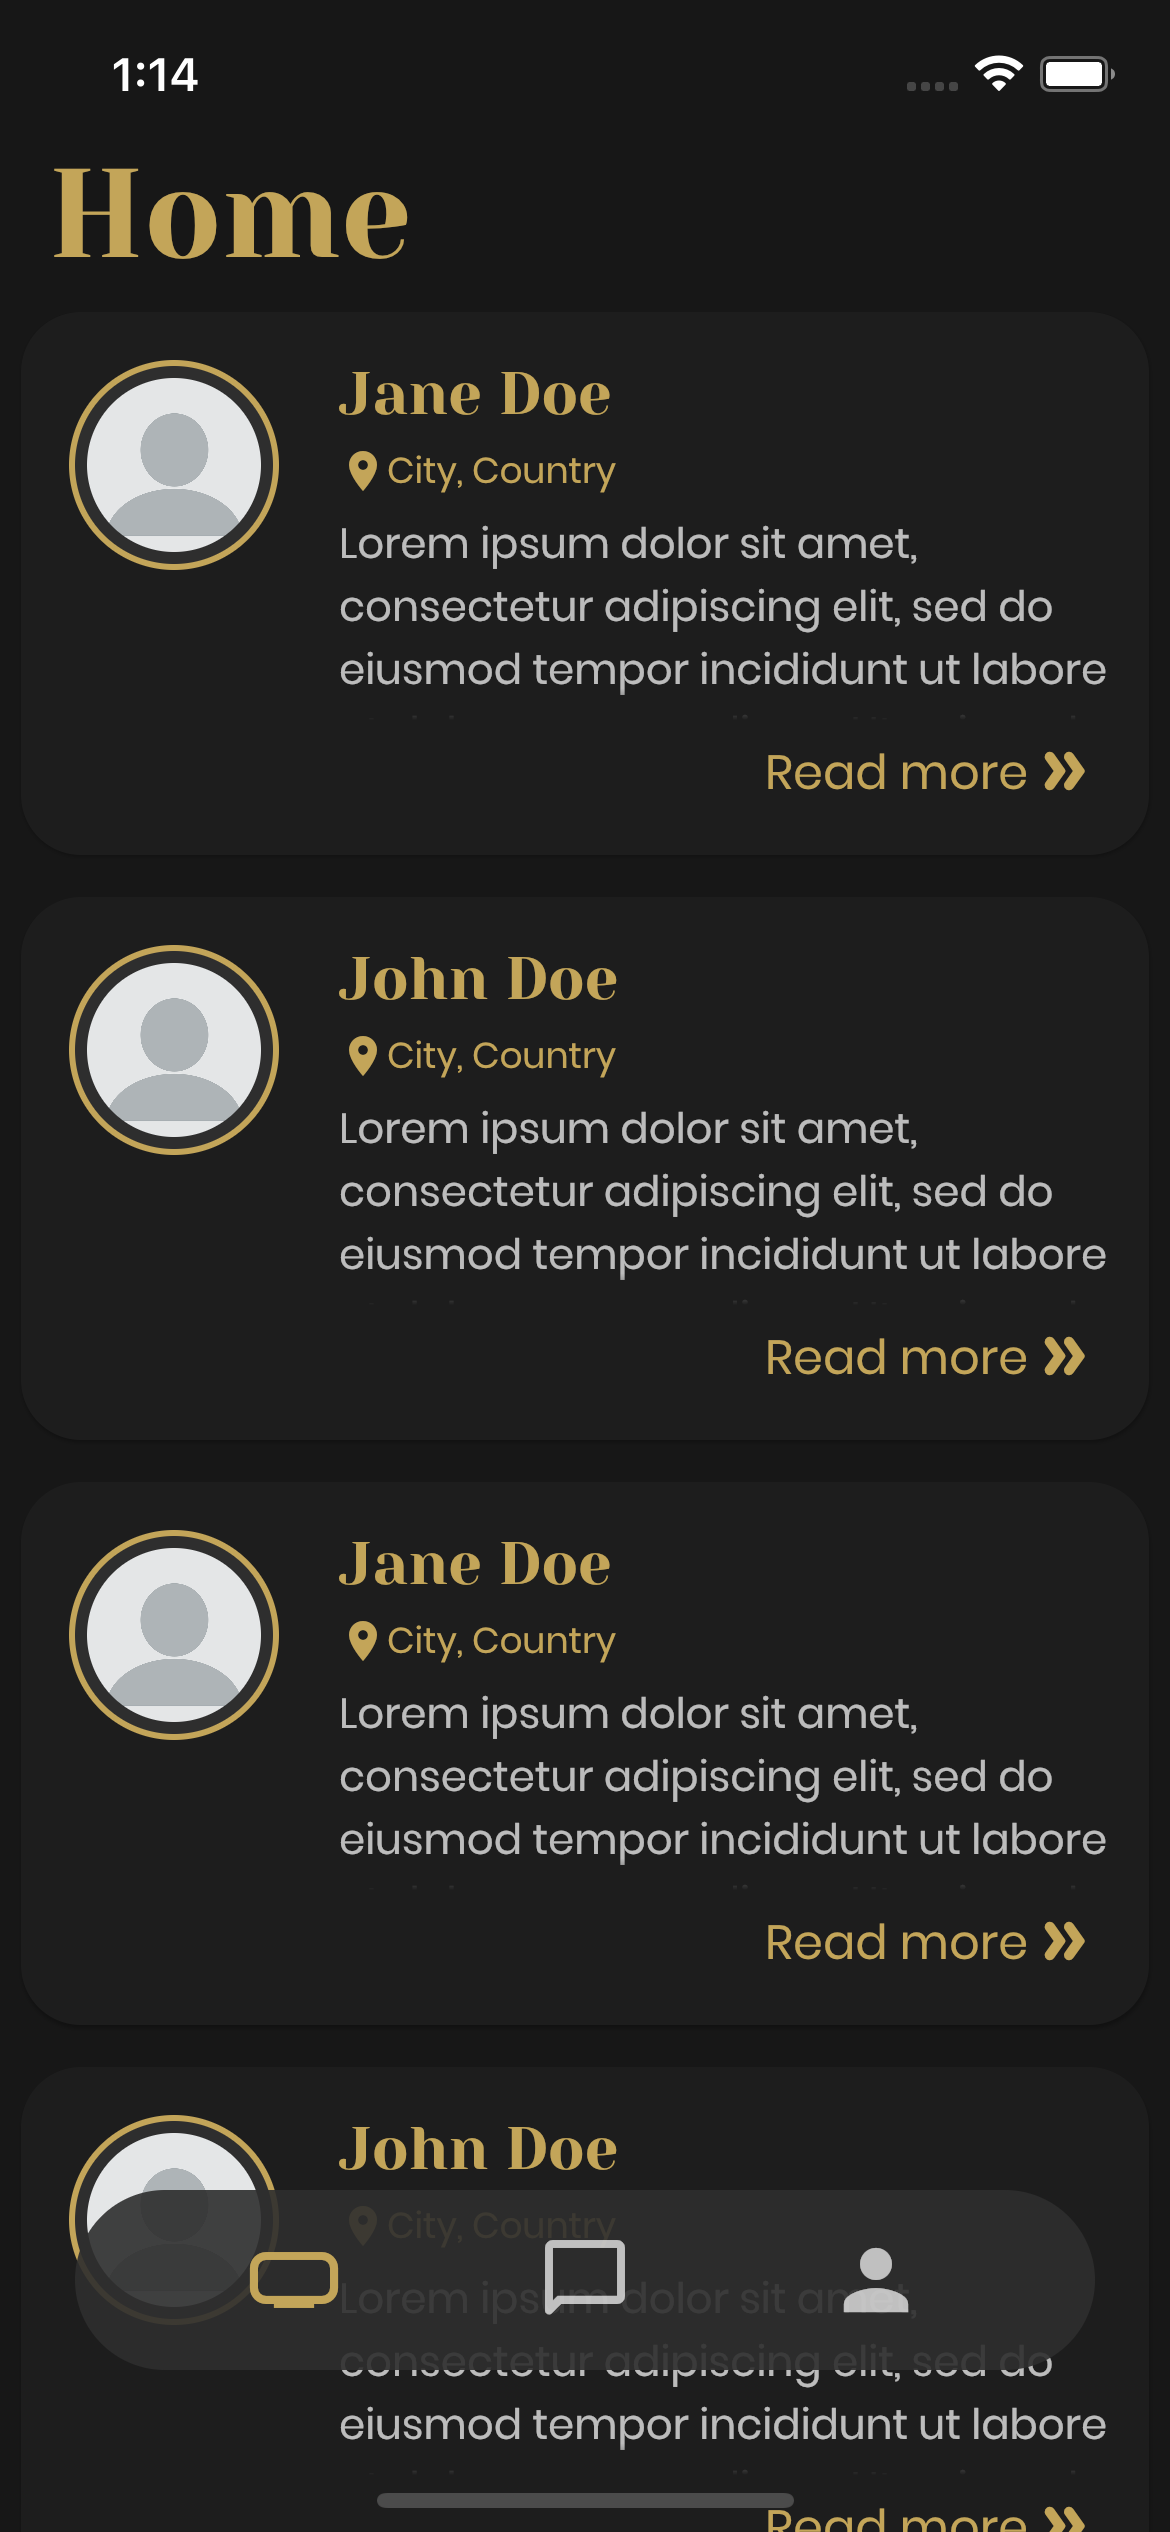 1:14
Home
Jane Doe
City, Country
Lorem ipsum dolor sit amet,
consectetur adipiscing elit, sed do
eiusmod tempor incididunt ut labore
Read more
John Doe
City, Country
Lorem ipsum dolor sit amet,
consectetur adipiscing elit, sed do
eiusmod tempor incididunt ut labore
Read more
Jane Doe
City, Country
Lorem ipsum dolor sit amet,
consectetur adipiscing elit, sed do
eiusmod tempor incididunt ut labore
Read more
John Doe
City, Country
Lorem ipsum dolor sit amet,
consectetur adipiscing elit, sed do
eiusmod tempor incididunt ut labore
Read more